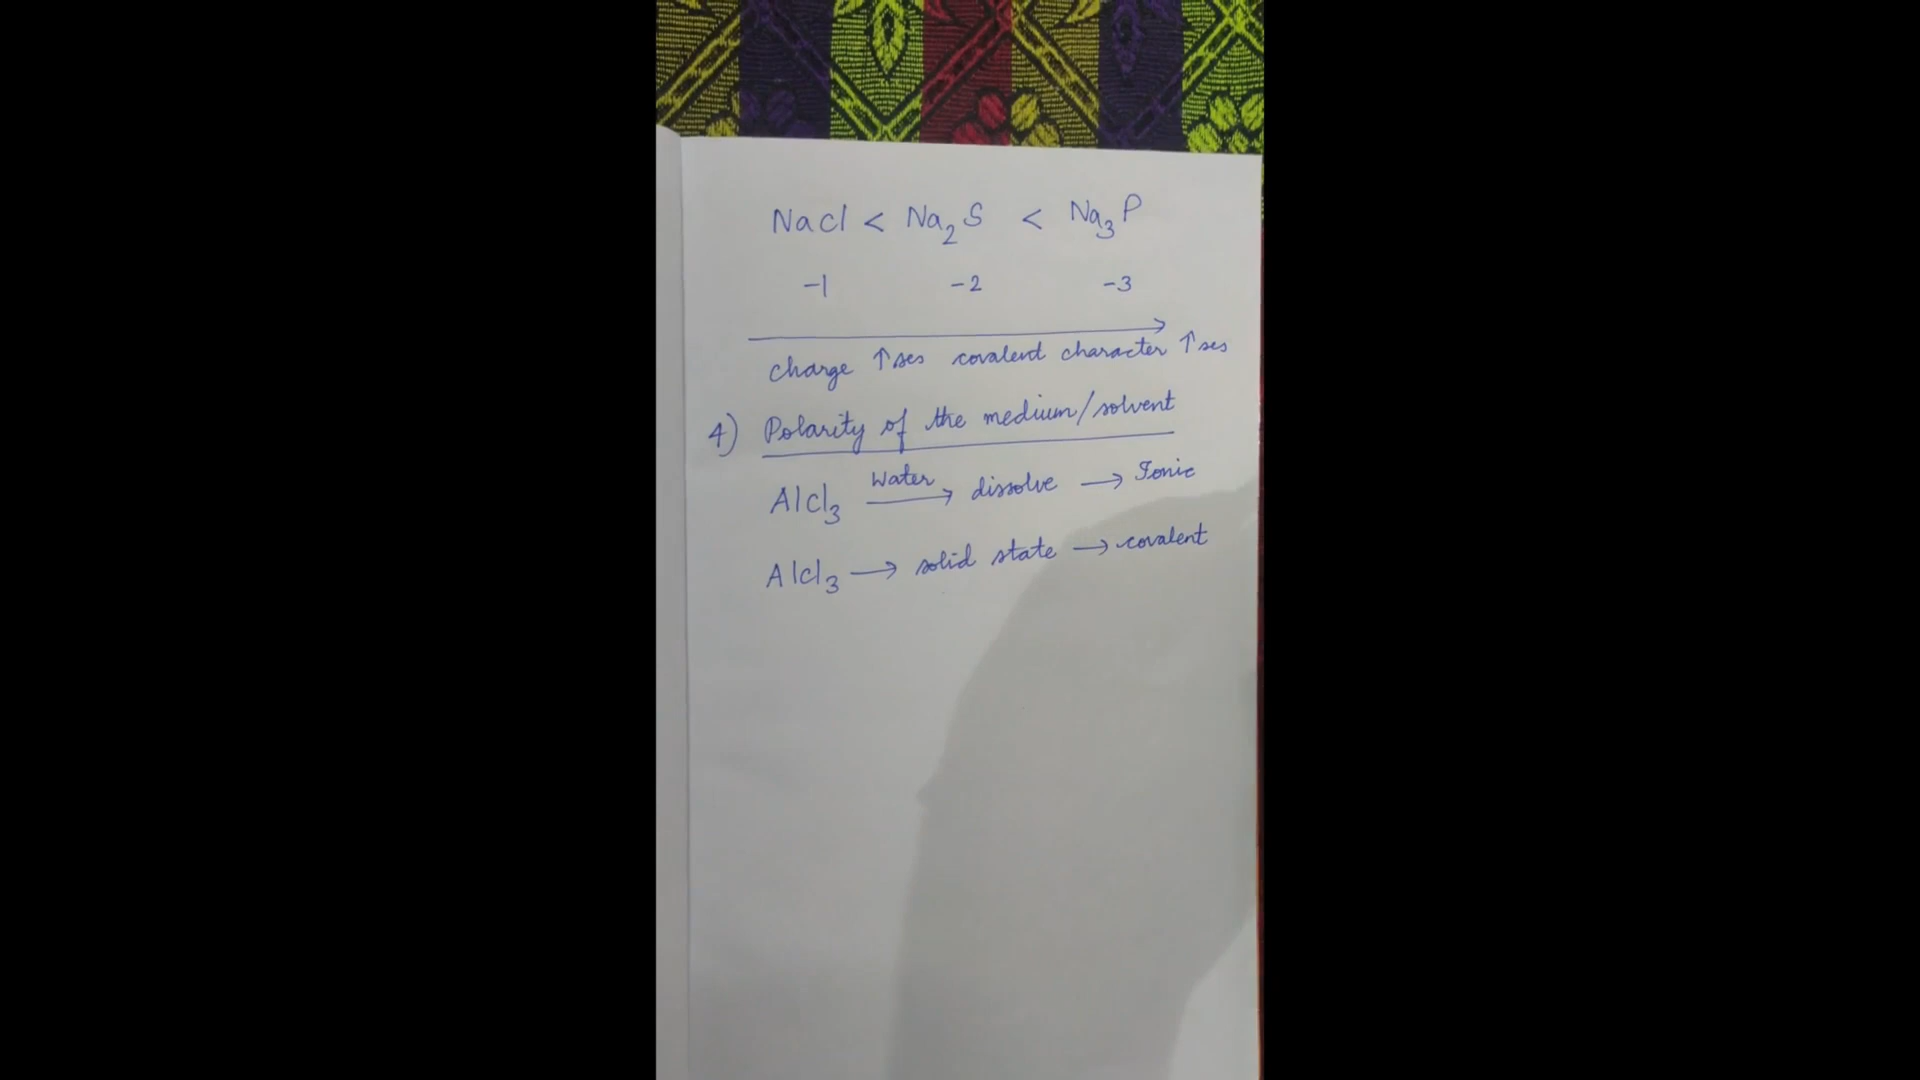 NaCl < Na₂S < Na₃P
-1 -2 -3
charge ↑ses covalent character ↑ses
4) Polarity of the medium/solvent
AlCl₃ Water → dissolve → Ionic
AlCl₃ → solid state → covalent